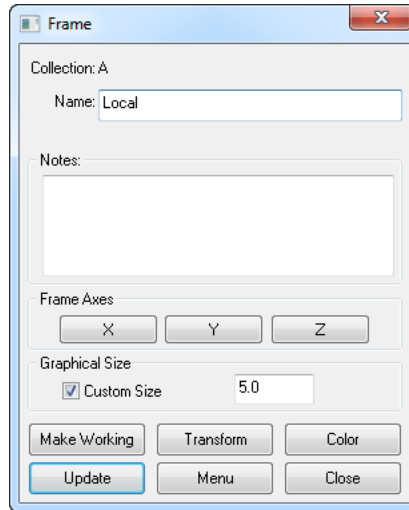 Frame
Collection: A
Name: Local
Notes:
Frame Axes
X Y Z
Graphical Size
Custom Size 5.0
Make Working Transform Color
Update Menu Close